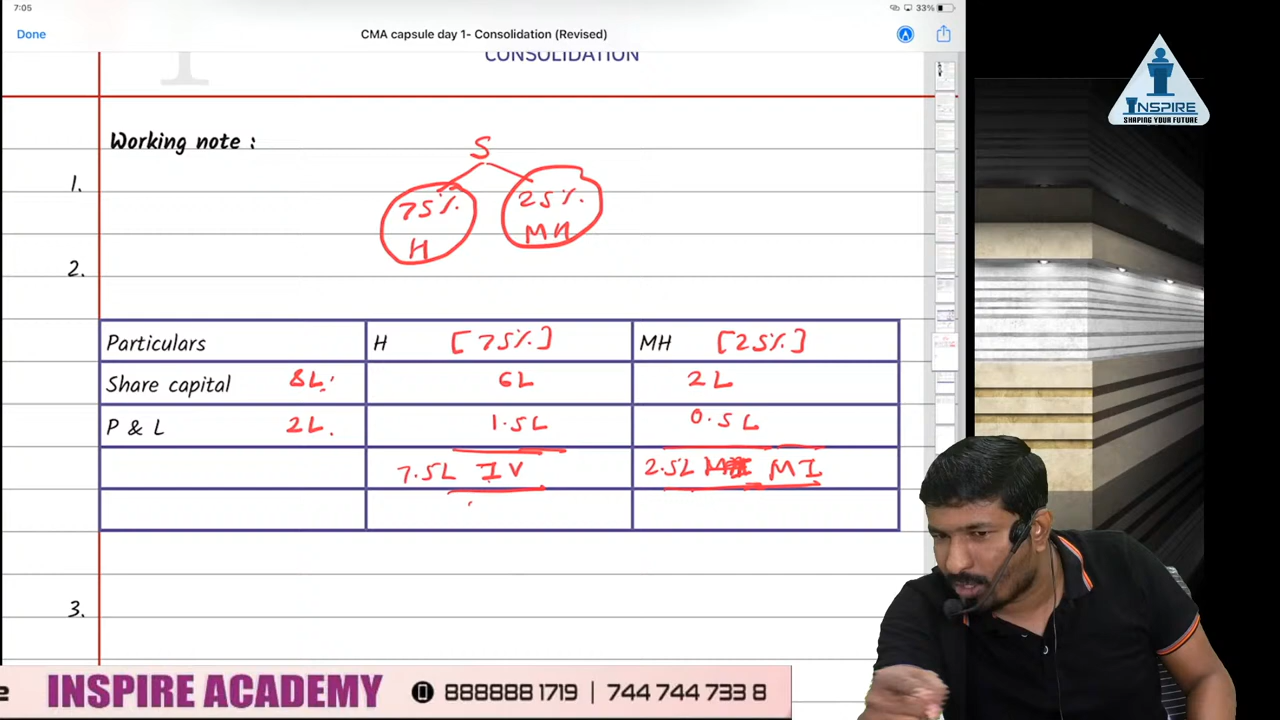 7:05
33%
Done
CMA capsule day 1- Consolidation (Revised)
CONSOLIDATION
INSPIRE
SHAPING YOUR FUTURE
Working note :
S
1.
75% 25%
H MH
2.
Particulars H [75%] MH [25%]
Share capital 8L. 6L 2L
P & L 2L. 1.5L 0.5L
7.5L IV 2.5L MI
3.
INSPIRE ACADEMY 888888 1719 | 744 744 733 8